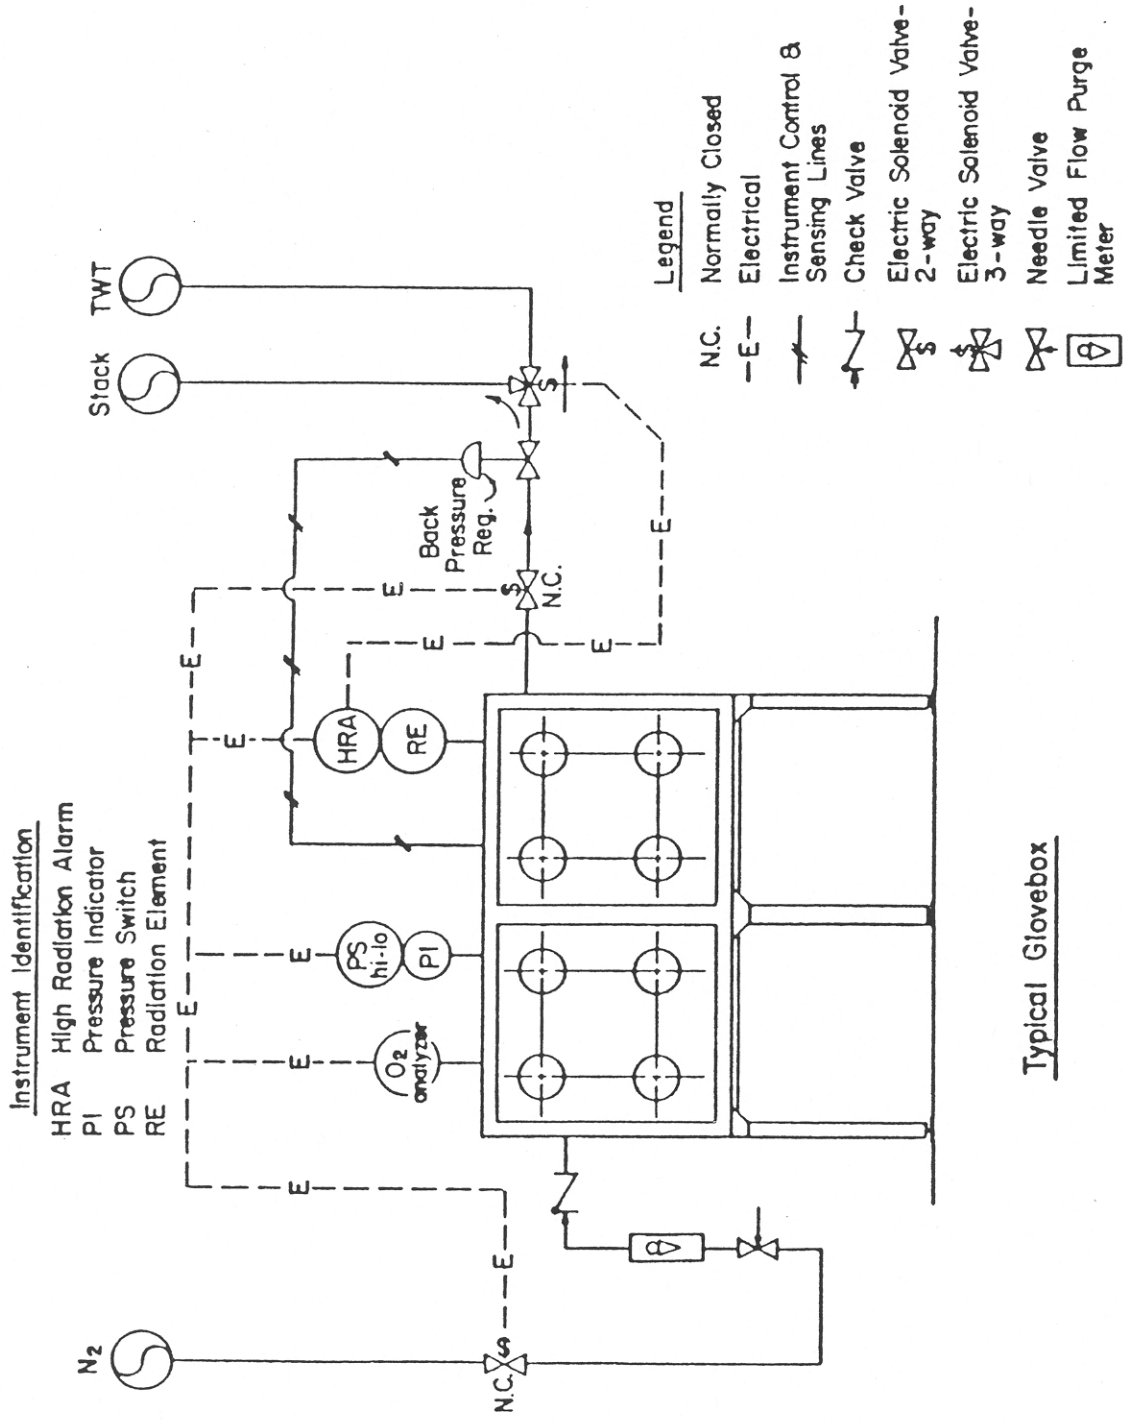 Instrument Identification
HRA High Radiation Alarm
PI Pressure Indicator
PS Pressure Switch
RE Radiation Element
N2
Stack
TWT
E
E
E
E
E
E
E
E
E
E
E
E
O2
analyzer
PS
hi-lo
PI
HRA
RE
Back
Pressure
Reg.
S
N.C.
S
N.C.
S
Legend
N.C. Normally Closed
E Electrical
Instrument Control &
Sensing Lines
Check Valve
S Electric Solenoid Valve-
2-way
S Electric Solenoid Valve-
3-way
Needle Valve
Limited Flow Purge
Meter
Typical Glovebox